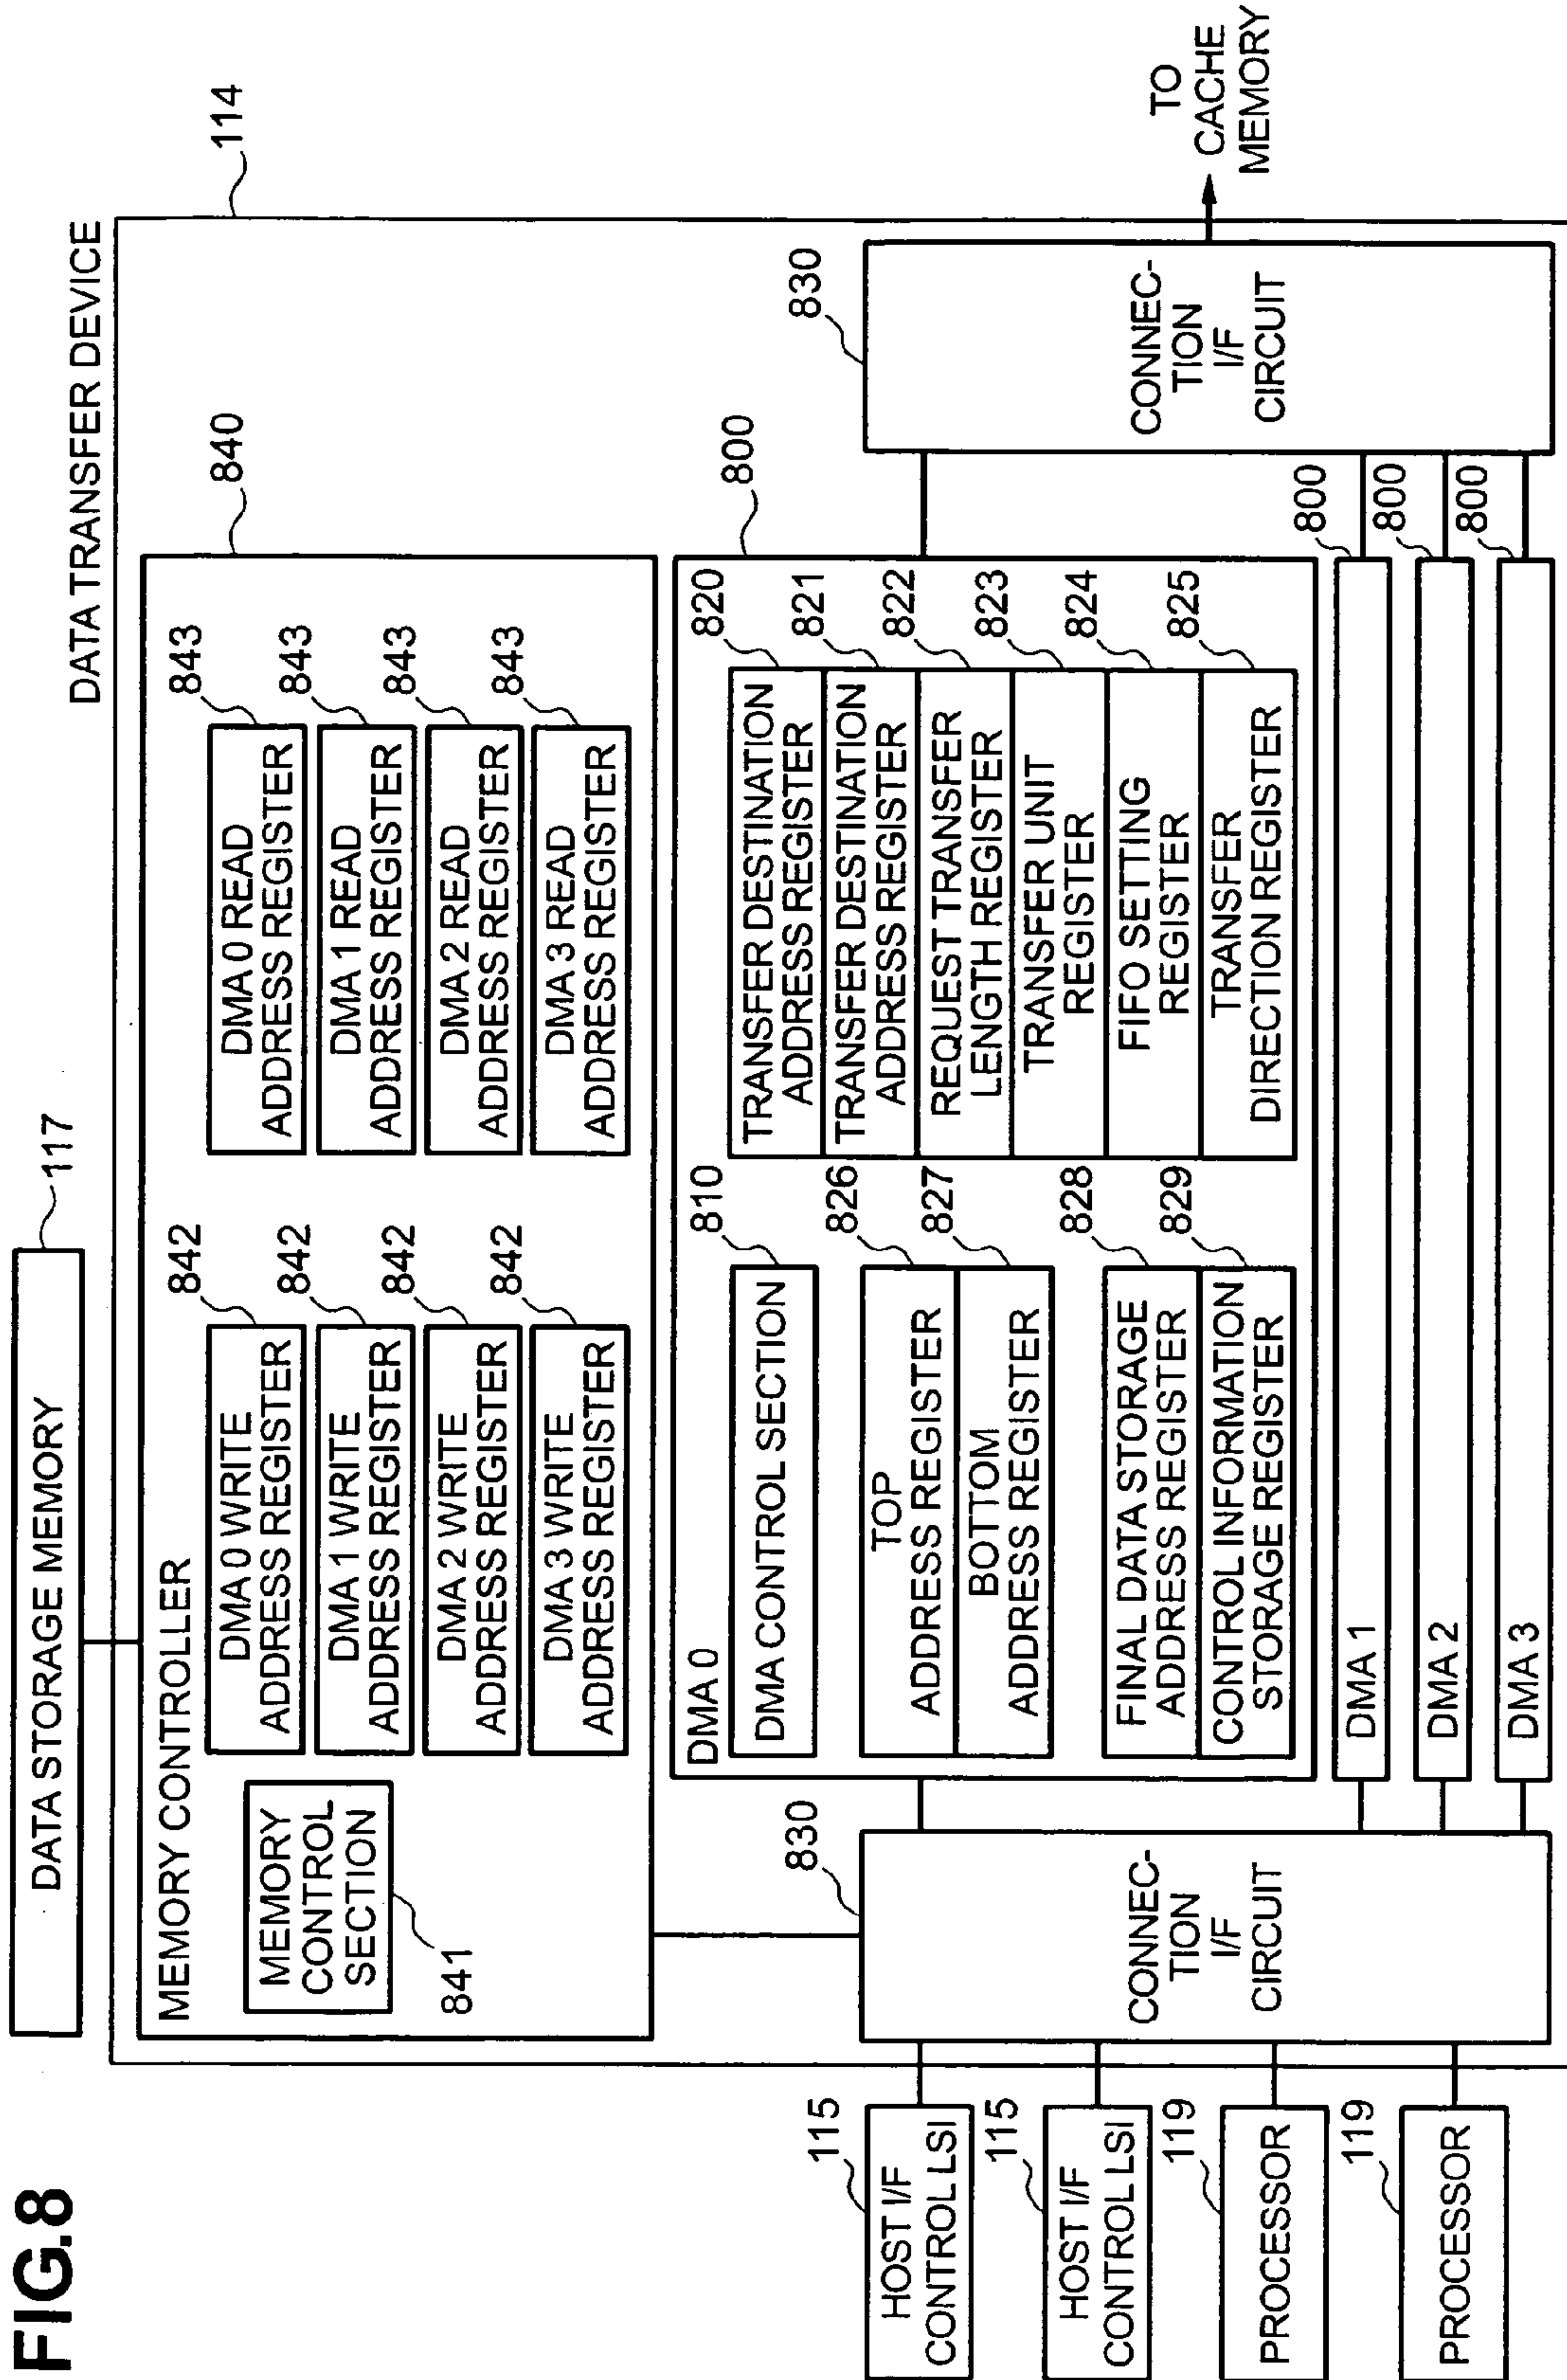 FIG.8
DATA STORAGE MEMORY
117
DATA TRANSFER DEVICE
114
MEMORY CONTROLLER
840
MEMORY
CONTROL
SECTION
841
DMA 0 WRITE
ADDRESS REGISTER
842
DMA 1 WRITE
ADDRESS REGISTER
842
DMA 2 WRITE
ADDRESS REGISTER
842
DMA 3 WRITE
ADDRESS REGISTER
842
DMA 0 READ
ADDRESS REGISTER
843
DMA 1 READ
ADDRESS REGISTER
843
DMA 2 READ
ADDRESS REGISTER
843
DMA 3 READ
ADDRESS REGISTER
843
HOST I/F
CONTROL LSI
115
HOST I/F
CONTROL LSI
115
PROCESSOR
119
PROCESSOR
119
830
CONNEC-
TION
I/F
CIRCUIT
DMA 0
800
DMA CONTROL SECTION
810
TOP
ADDRESS REGISTER
826
BOTTOM
ADDRESS REGISTER
827
FINAL DATA STORAGE
ADDRESS REGISTER
828
CONTROL INFORMATION
STORAGE REGISTER
829
TRANSFER DESTINATION
ADDRESS REGISTER
820
TRANSFER DESTINATION
ADDRESS REGISTER
821
REQUEST TRANSFER
LENGTH REGISTER
822
TRANSFER UNIT
REGISTER
823
FIFO SETTING
REGISTER
824
TRANSFER
DIRECTION REGISTER
825
DMA 1
800
DMA 2
800
DMA 3
800
830
CONNEC-
TION
I/F
CIRCUIT
TO
CACHE
MEMORY